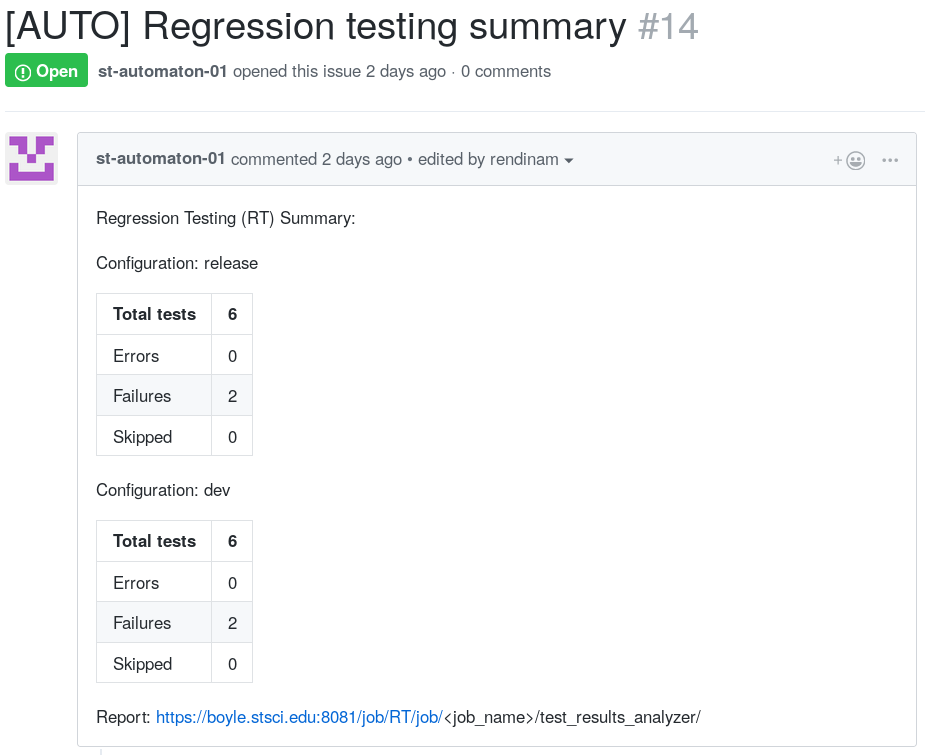 [AUTO] Regression testing summary #14
Open st-automaton-01 opened this issue 2 days ago · 0 comments
st-automaton-01 commented 2 days ago • edited by rendinam
Regression Testing (RT) Summary:
Configuration: release
Total tests 6
Errors 0
Failures 2
Skipped 0
Configuration: dev
Total tests 6
Errors 0
Failures 2
Skipped 0
Report: https://boyle.stsci.edu:8081/job/RT/job/<job_name>/test_results_analyzer/